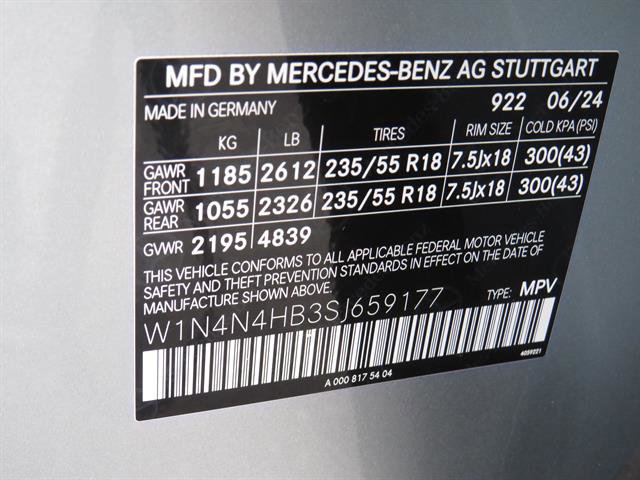 MFD BY MERCEDES-BENZ AG STUTTGART
MADE IN GERMANY 922 06/24
KG LB TIRES RIM SIZE COLD KPA(PSI)
GAWR FRONT 1185 2612 235/55 R18 7.5Jx18 300(43)
GAWR REAR 1055 2326 235/55 R18 7.5Jx18 300(43)
GVWR 2195 4839
THIS VEHICLE CONFORMS TO ALL APPLICABLE FEDERAL MOTOR VEHICLE
SAFETY AND THEFT PREVENTION STANDARDS IN EFFECT ON THE DATE OF
MANUFACTURE SHOWN ABOVE.
TYPE: MPV
W1N4N4HB3SJ659177
4059221
A 000 817 54 04